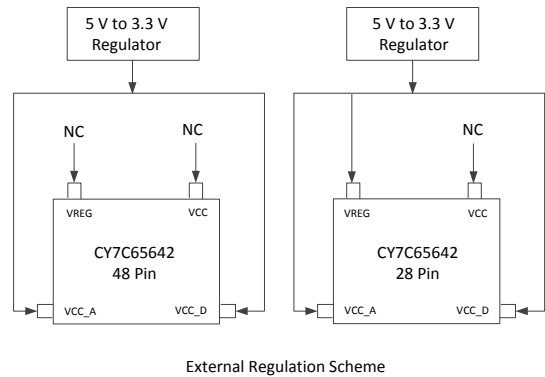 5 V to 3.3 V
Regulator
NC
NC
VREG
VCC
CY7C65642
48 Pin
VCC_A
VCC_D
5 V to 3.3 V
Regulator
NC
VREG
VCC
CY7C65642
28 Pin
VCC_A
VCC_D
External Regulation Scheme